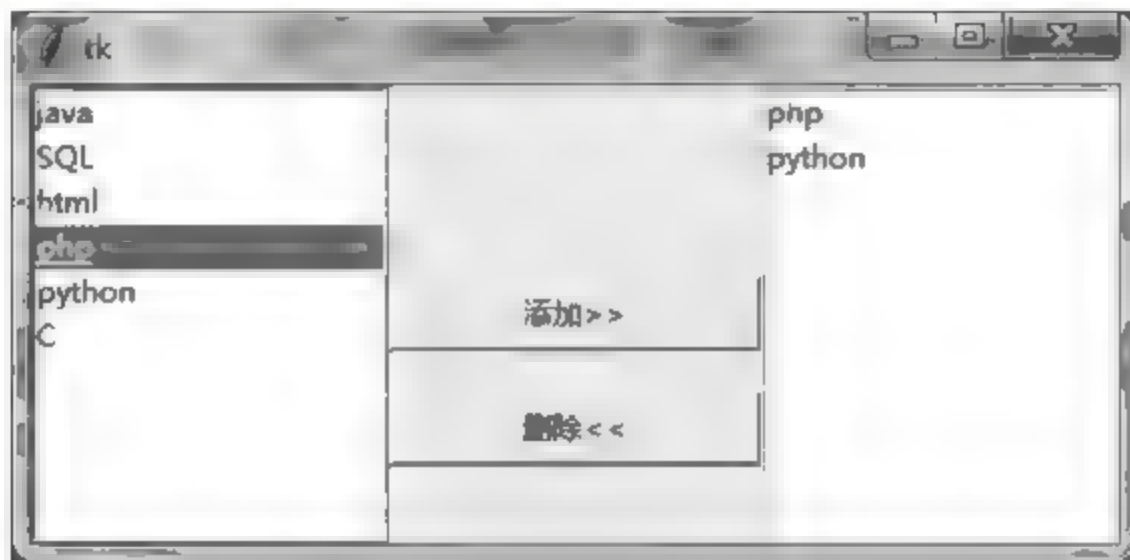 tk
java
SQL
html
php
python
C
添加>>
删除<<
php
python